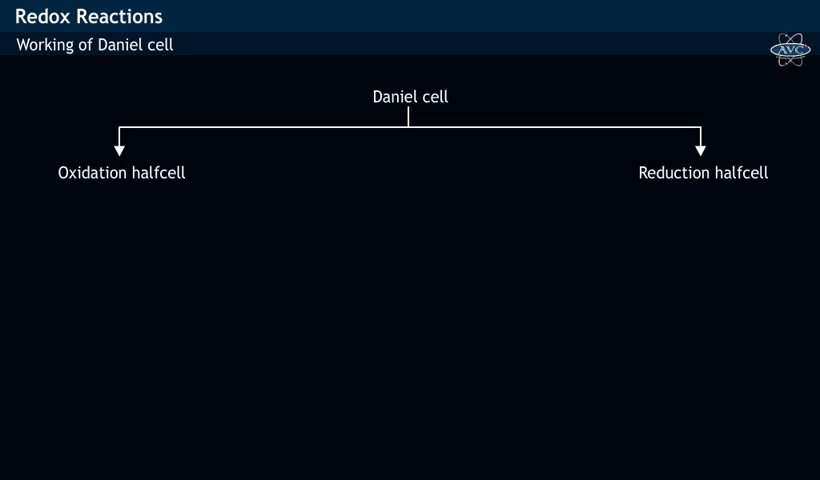 Redox Reactions
Working of Daniel cell
AVC
Daniel cell
Oxidation halfcell
Reduction halfcell